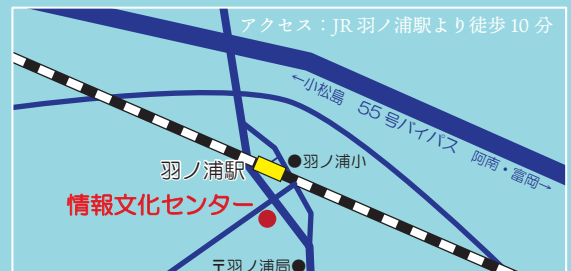 アクセス：JR 羽ノ浦駅より徒歩 10 分
←小松島　55 号バイパス　阿南・富岡→
羽ノ浦駅
羽ノ浦小
情報文化センター
〒羽ノ浦局